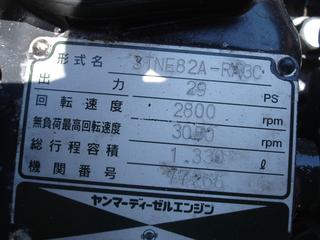 形式名 3TNE82A-RA3C
出力 29 PS
回転速度 2800 rpm
無負荷最高回転速度 3050 rpm
総行程容積 1.330 ℓ
機関番号
ヤンマーディーゼルエンジン